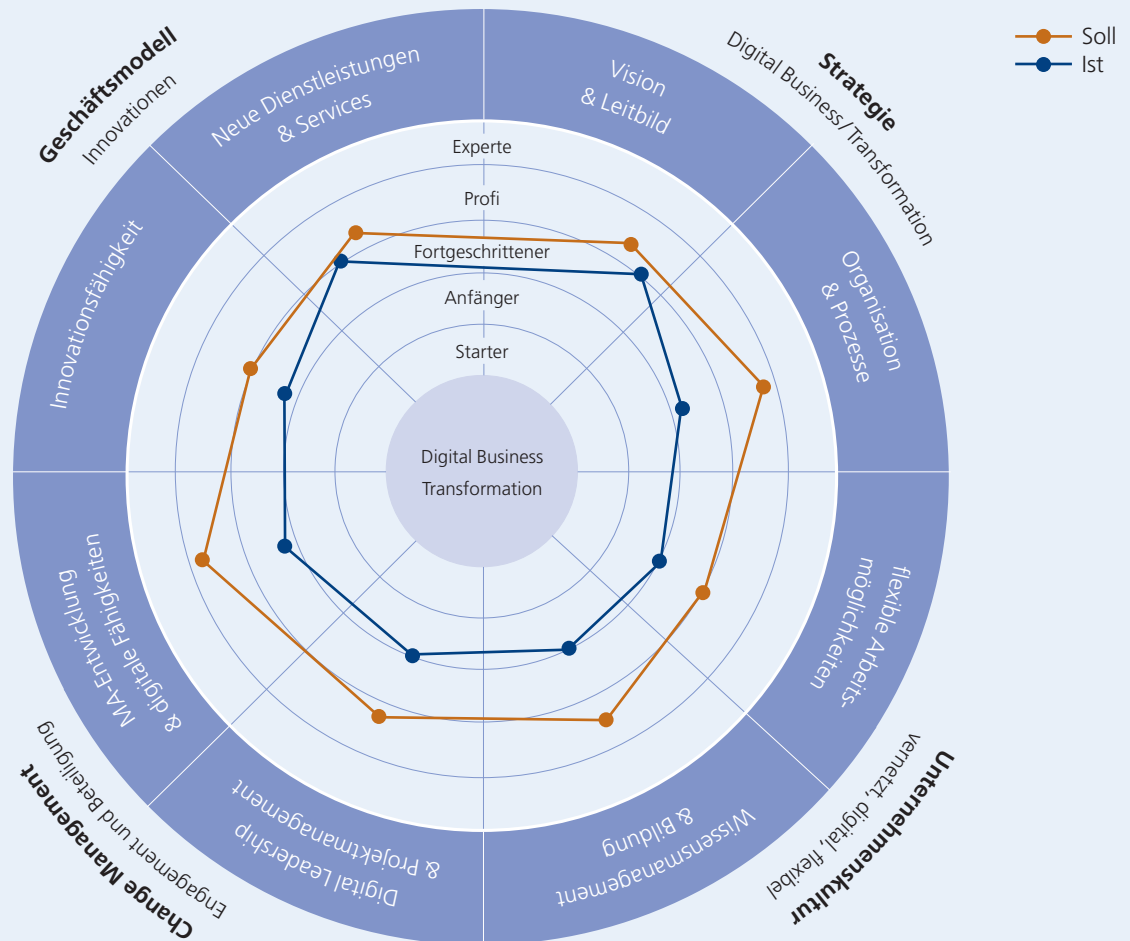 Soll
Ist
Geschäftsmodell
Innovationen
Strategie
Digital Business/Transformation
Neue Dienstleistungen
& Services
Vision
& Leitbild
Organisation
& Prozesse
flexible Arbeits-
möglichkeiten
Wissensmanagement
& Bildung
Digital Leadership
& Projektmanagement
MA-Entwicklung
& digitale Fähigkeiten
Innovationsfähigkeit
Experte
Profi
Fortgeschrittener
Anfänger
Starter
Digital Business
Transformation
Unternehmenskultur
vernetzt, digital, flexibel
Change Management
Engagement und Beteiligung